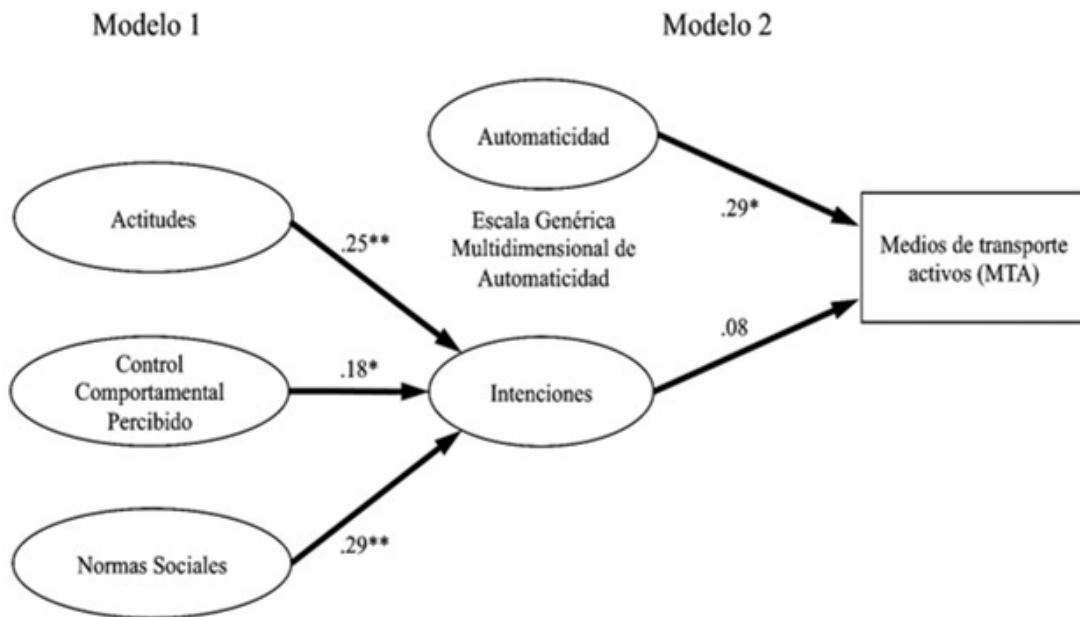 Modelo 1
Modelo 2
Automaticidad
Actitudes
.25**
Escala Genérica
Multidimensional de
Automaticidad
.29*
Medios de transporte
activos (MTA)
Control
Comportamental
Percibido
.18*
Intenciones
.08
Normas Sociales
.29**